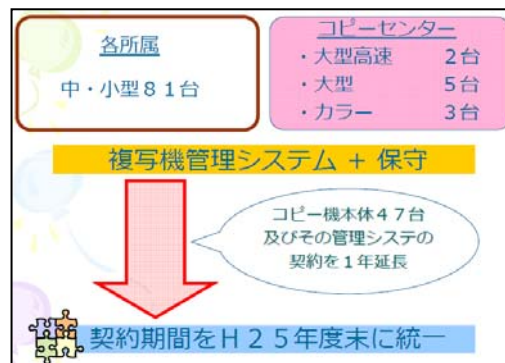 各所属
中・小型８１台
コピーセンター
・大型高速　２台
・大型　５台
・カラー　３台
複写機管理システム + 保守
コピー機本体４７台
及びその管理システの
契約を１年延長
契約期間をＨ２５年度末に統一